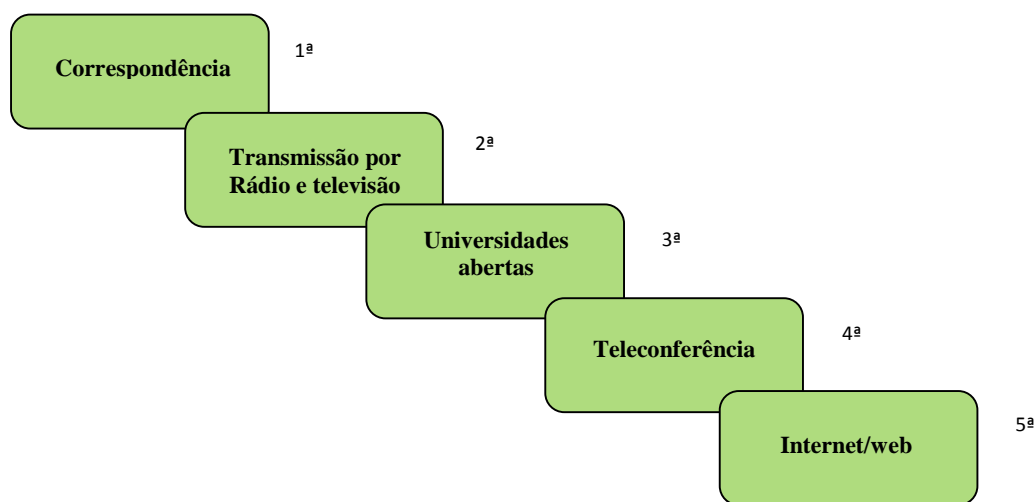 Correspondência
1ª
Transmissão por
Rádio e televisão
2ª
Universidades
abertas
3ª
Teleconferência
4ª
Internet/web
5ª